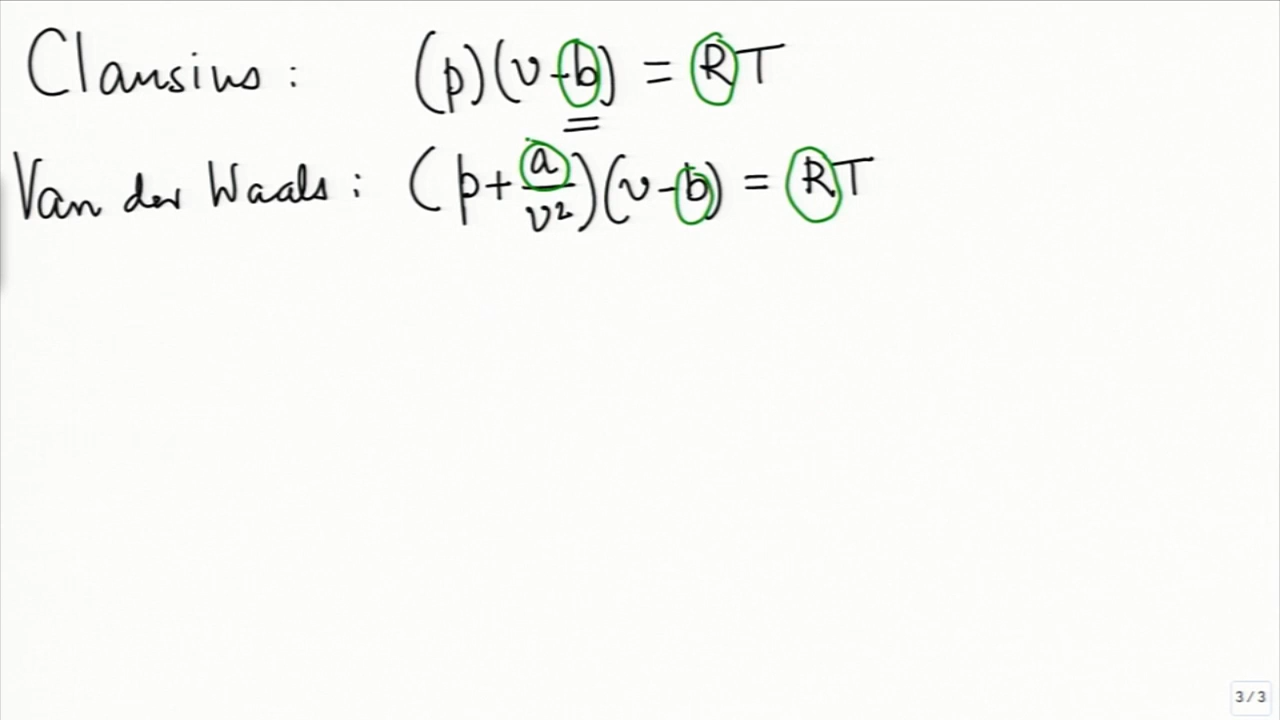 Clausius : (p)(v-b) = RT
Van der Waals : (p+a/v²)(v-b) = RT
3/3